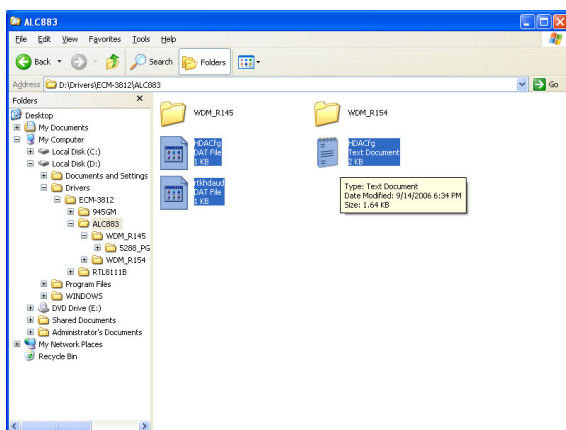 ALC883
File Edit View Favorites Tools Help
Back Search Folders
Address D:\Drivers\ECM-3812\ALC883 Go
Folders X
Desktop
My Documents
My Computer
Local Disk (C:)
Local Disk (D:)
Documents and Settings
Drivers
ECM-3812
945GM
ALC883
WDM_R145
5288_PG
WDM_R154
RTL8111B
Program Files
WINDOWS
DVD Drive (E:)
Shared Documents
Administrator's Documents
My Network Places
Recycle Bin
WDM_R145
WDM_R154
HDACfg
DAT File
1 KB
HDACfg
Text Document
2 KB
rtkhdaud
DAT File
1 KB
Type: Text Document
Date Modified: 9/14/2006 6:34 PM
Size: 1.64 KB